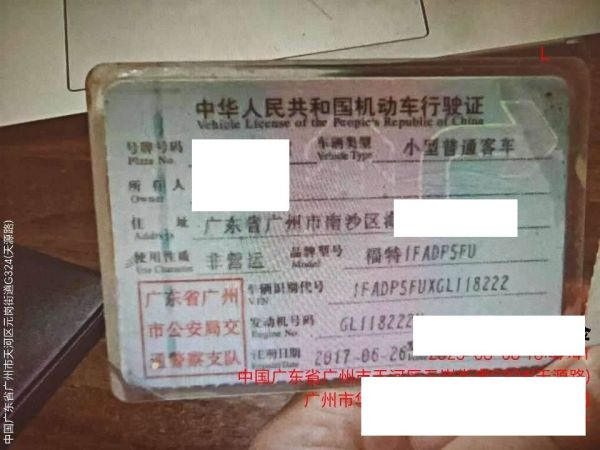 中华人民共和国机动车行驶证
Vehicle License of the People's Republic of China
号牌号码 车辆类型 小型普通客车
Plate No. Vehicle Type
所有人
Owner
住 址 广东省广州市南沙区
Address
使用性质 非营运 品牌型号 福特1FADP5FU
Use Character Model
广东省广州
市公安局交
通警察支队
车辆识别代号 1FADP5FUXGL118222
VIN
发动机号码 GL118222
Engine No.
注册日期 2017-06-26
中国广东省广州市天河区 天源路)
广州市
中国广东省广州市天河区元岗街道G324(天源路)